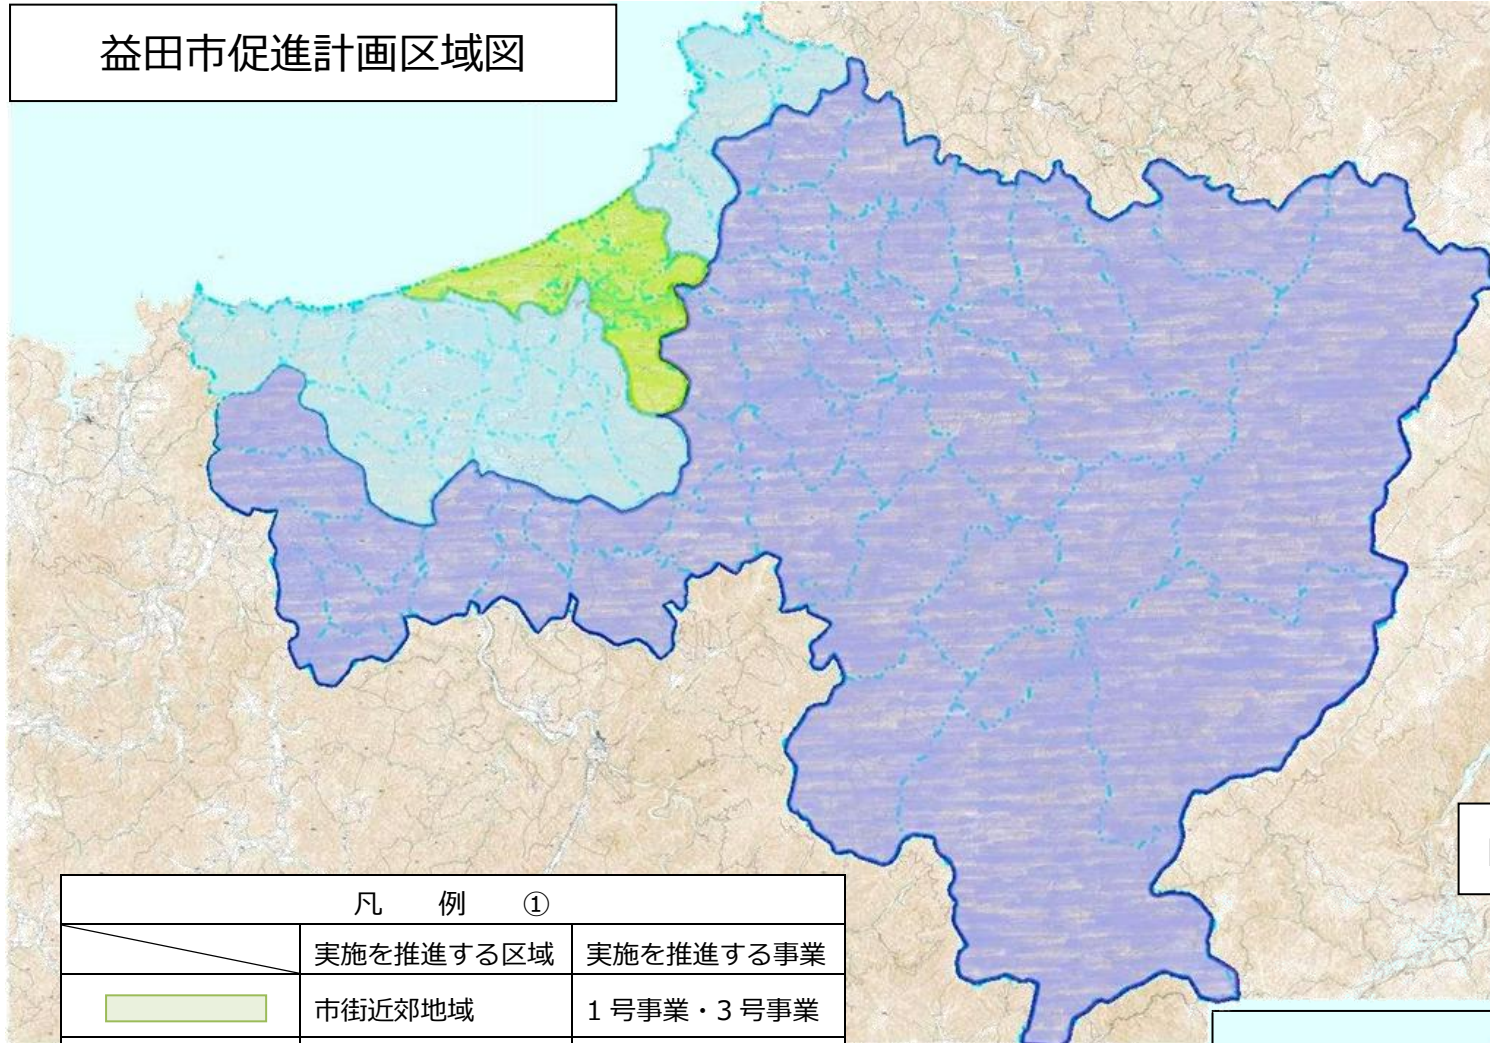 益田市促進計画区域図
凡 例 ①
実施を推進する区域 実施を推進する事業
市街近郊地域 1号事業・3号事業